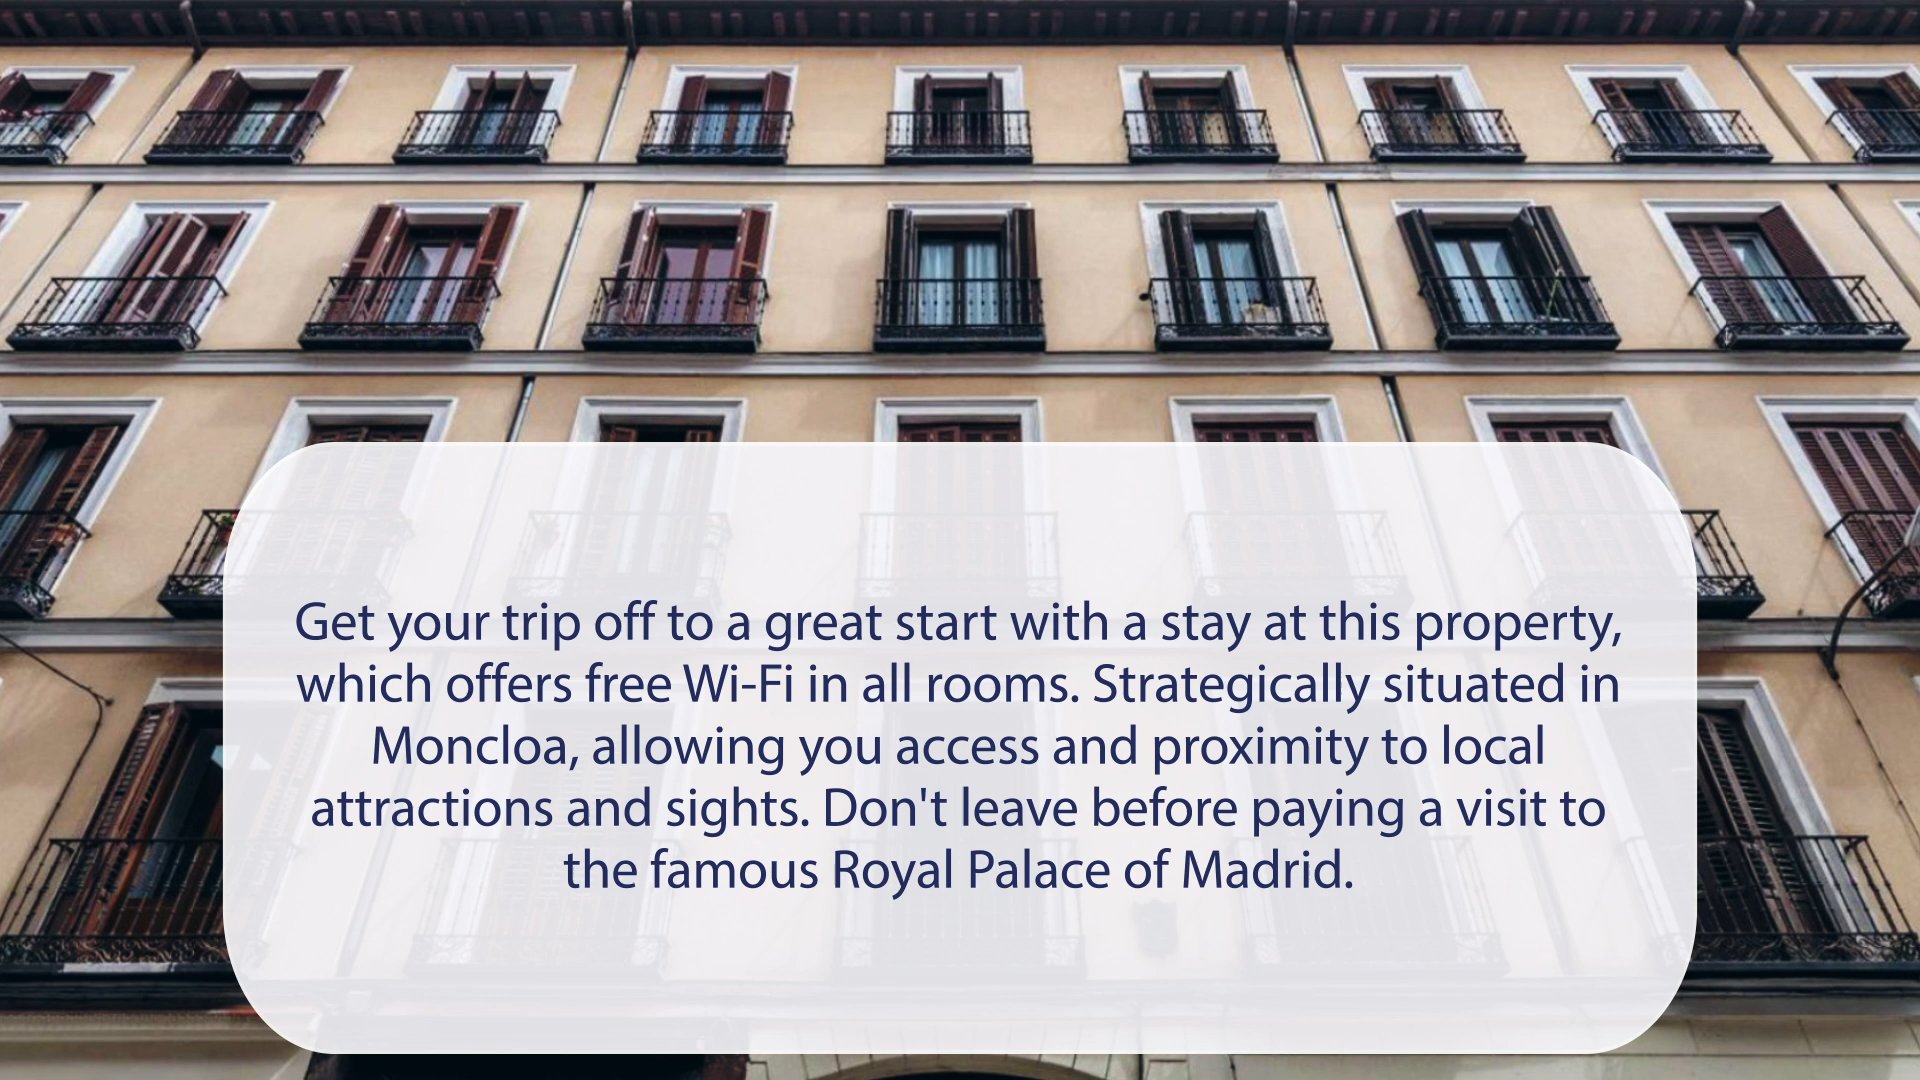 Get your trip off to a great start with a stay at this property,
which offers free Wi-Fi in all rooms. Strategically situated in
Moncloa, allowing you access and proximity to local
attractions and sights. Don't leave before paying a visit to
the famous Royal Palace of Madrid.